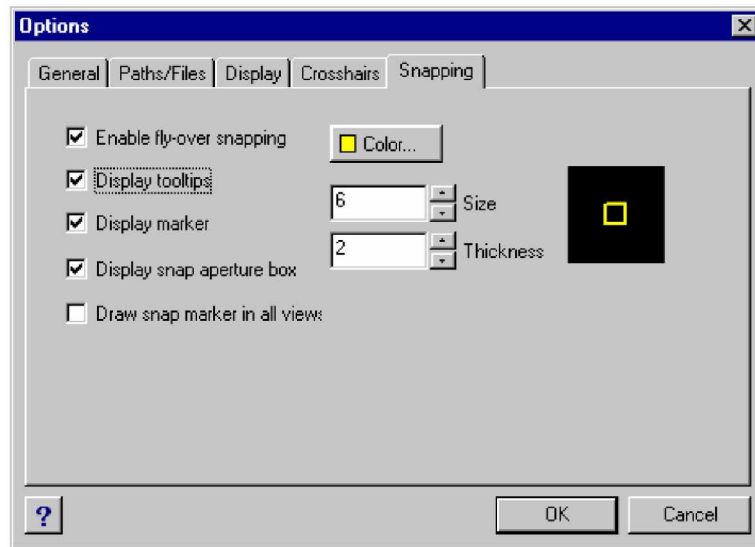 Options
General Paths/Files Display Crosshairs Snapping
Enable fly-over snapping
Color...
Display tooltips
6 Size
Display marker
2 Thickness
Display snap aperture box
Draw snap marker in all views
?
OK Cancel